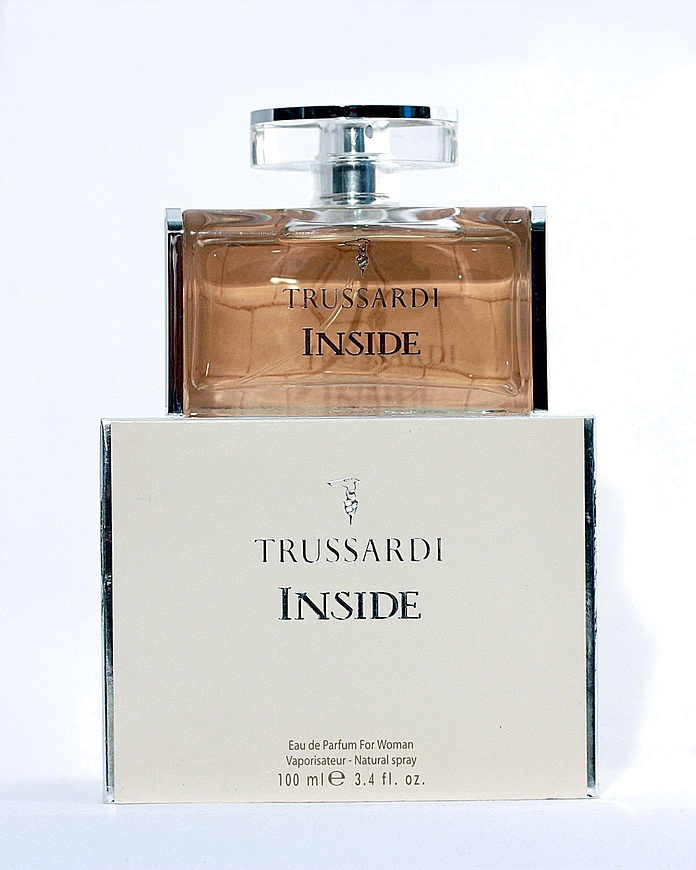 TRUSSARDI
INSIDE
TRUSSARDI
INSIDE
Eau de Parfum For Woman
Vaporisateur - Natural spray
100 ml ℮ 3.4 fl. oz.